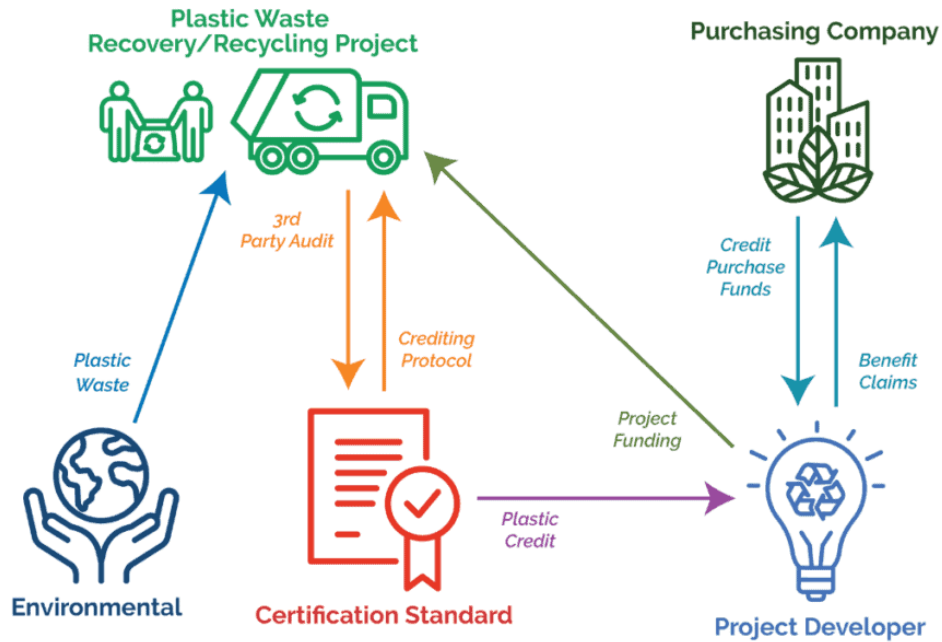 Plastic Waste
Recovery/Recycling Project
Purchasing Company
3rd
Party Audit
Credit
Purchase
Funds
Crediting
Protocol
Plastic
Waste
Benefit
Claims
Project
Funding
Plastic
Credit
Environmental
Certification Standard
Project Developer